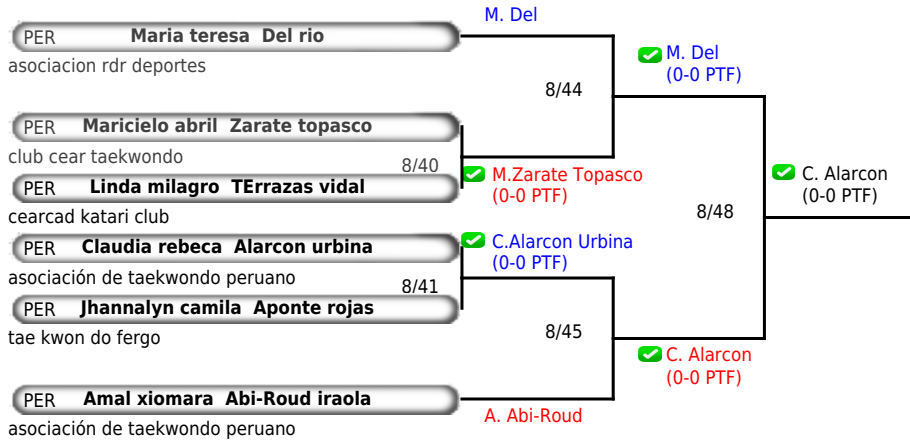 M. Del
PER Maria teresa Del rio
asociacion rdr deportes
M. Del
(0-0 PTF)
8/44
PER Maricielo abril Zarate topasco
club cear taekwondo
8/40
PER Linda milagro TErrazas vidal
cearcad katari club
M.Zarate Topasco
(0-0 PTF)
C. Alarcon
(0-0 PTF)
8/48
PER Claudia rebeca Alarcon urbina
asociación de taekwondo peruano
C.Alarcon Urbina
(0-0 PTF)
8/41
PER Jhannalyn camila Aponte rojas
tae kwon do fergo
8/45
C. Alarcon
(0-0 PTF)
PER Amal xiomara Abi-Roud iraola
asociación de taekwondo peruano
A. Abi-Roud